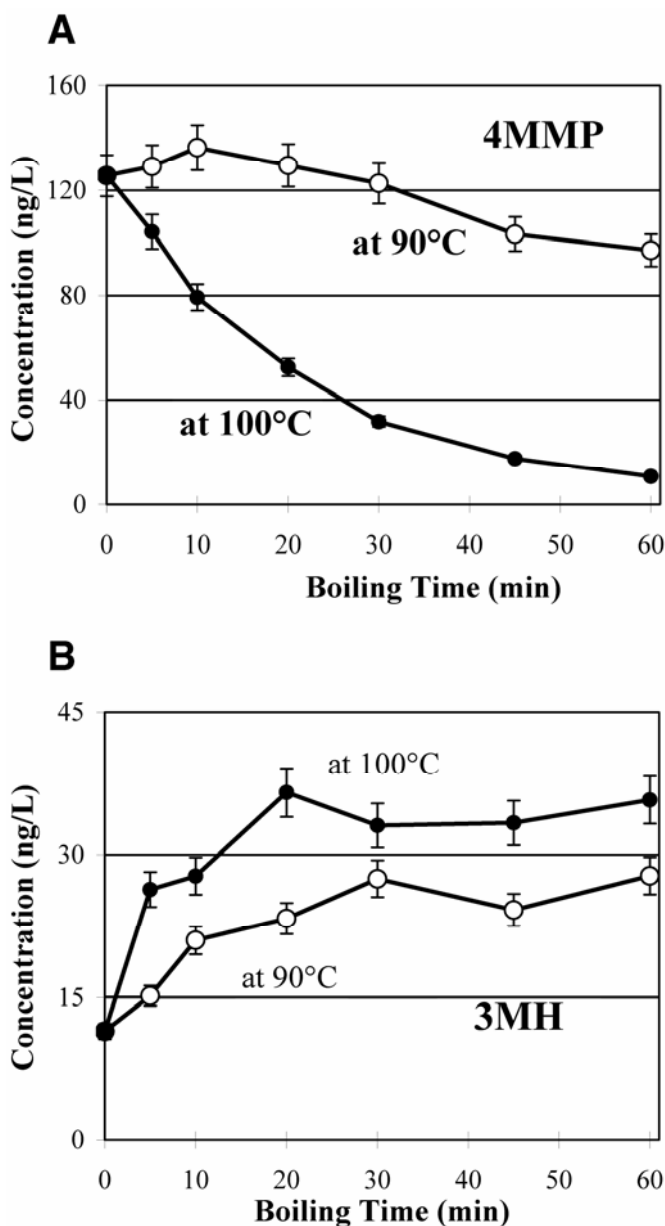 A
160
120
80
40
0
Concentration (ng/L)
4MMP
at 90°C
at 100°C
0 10 20 30 40 50 60
Boiling Time (min)
B
45
30
15
0
Concentration (ng/L)
at 100°C
at 90°C
3MH
0 10 20 30 40 50 60
Boiling Time (min)